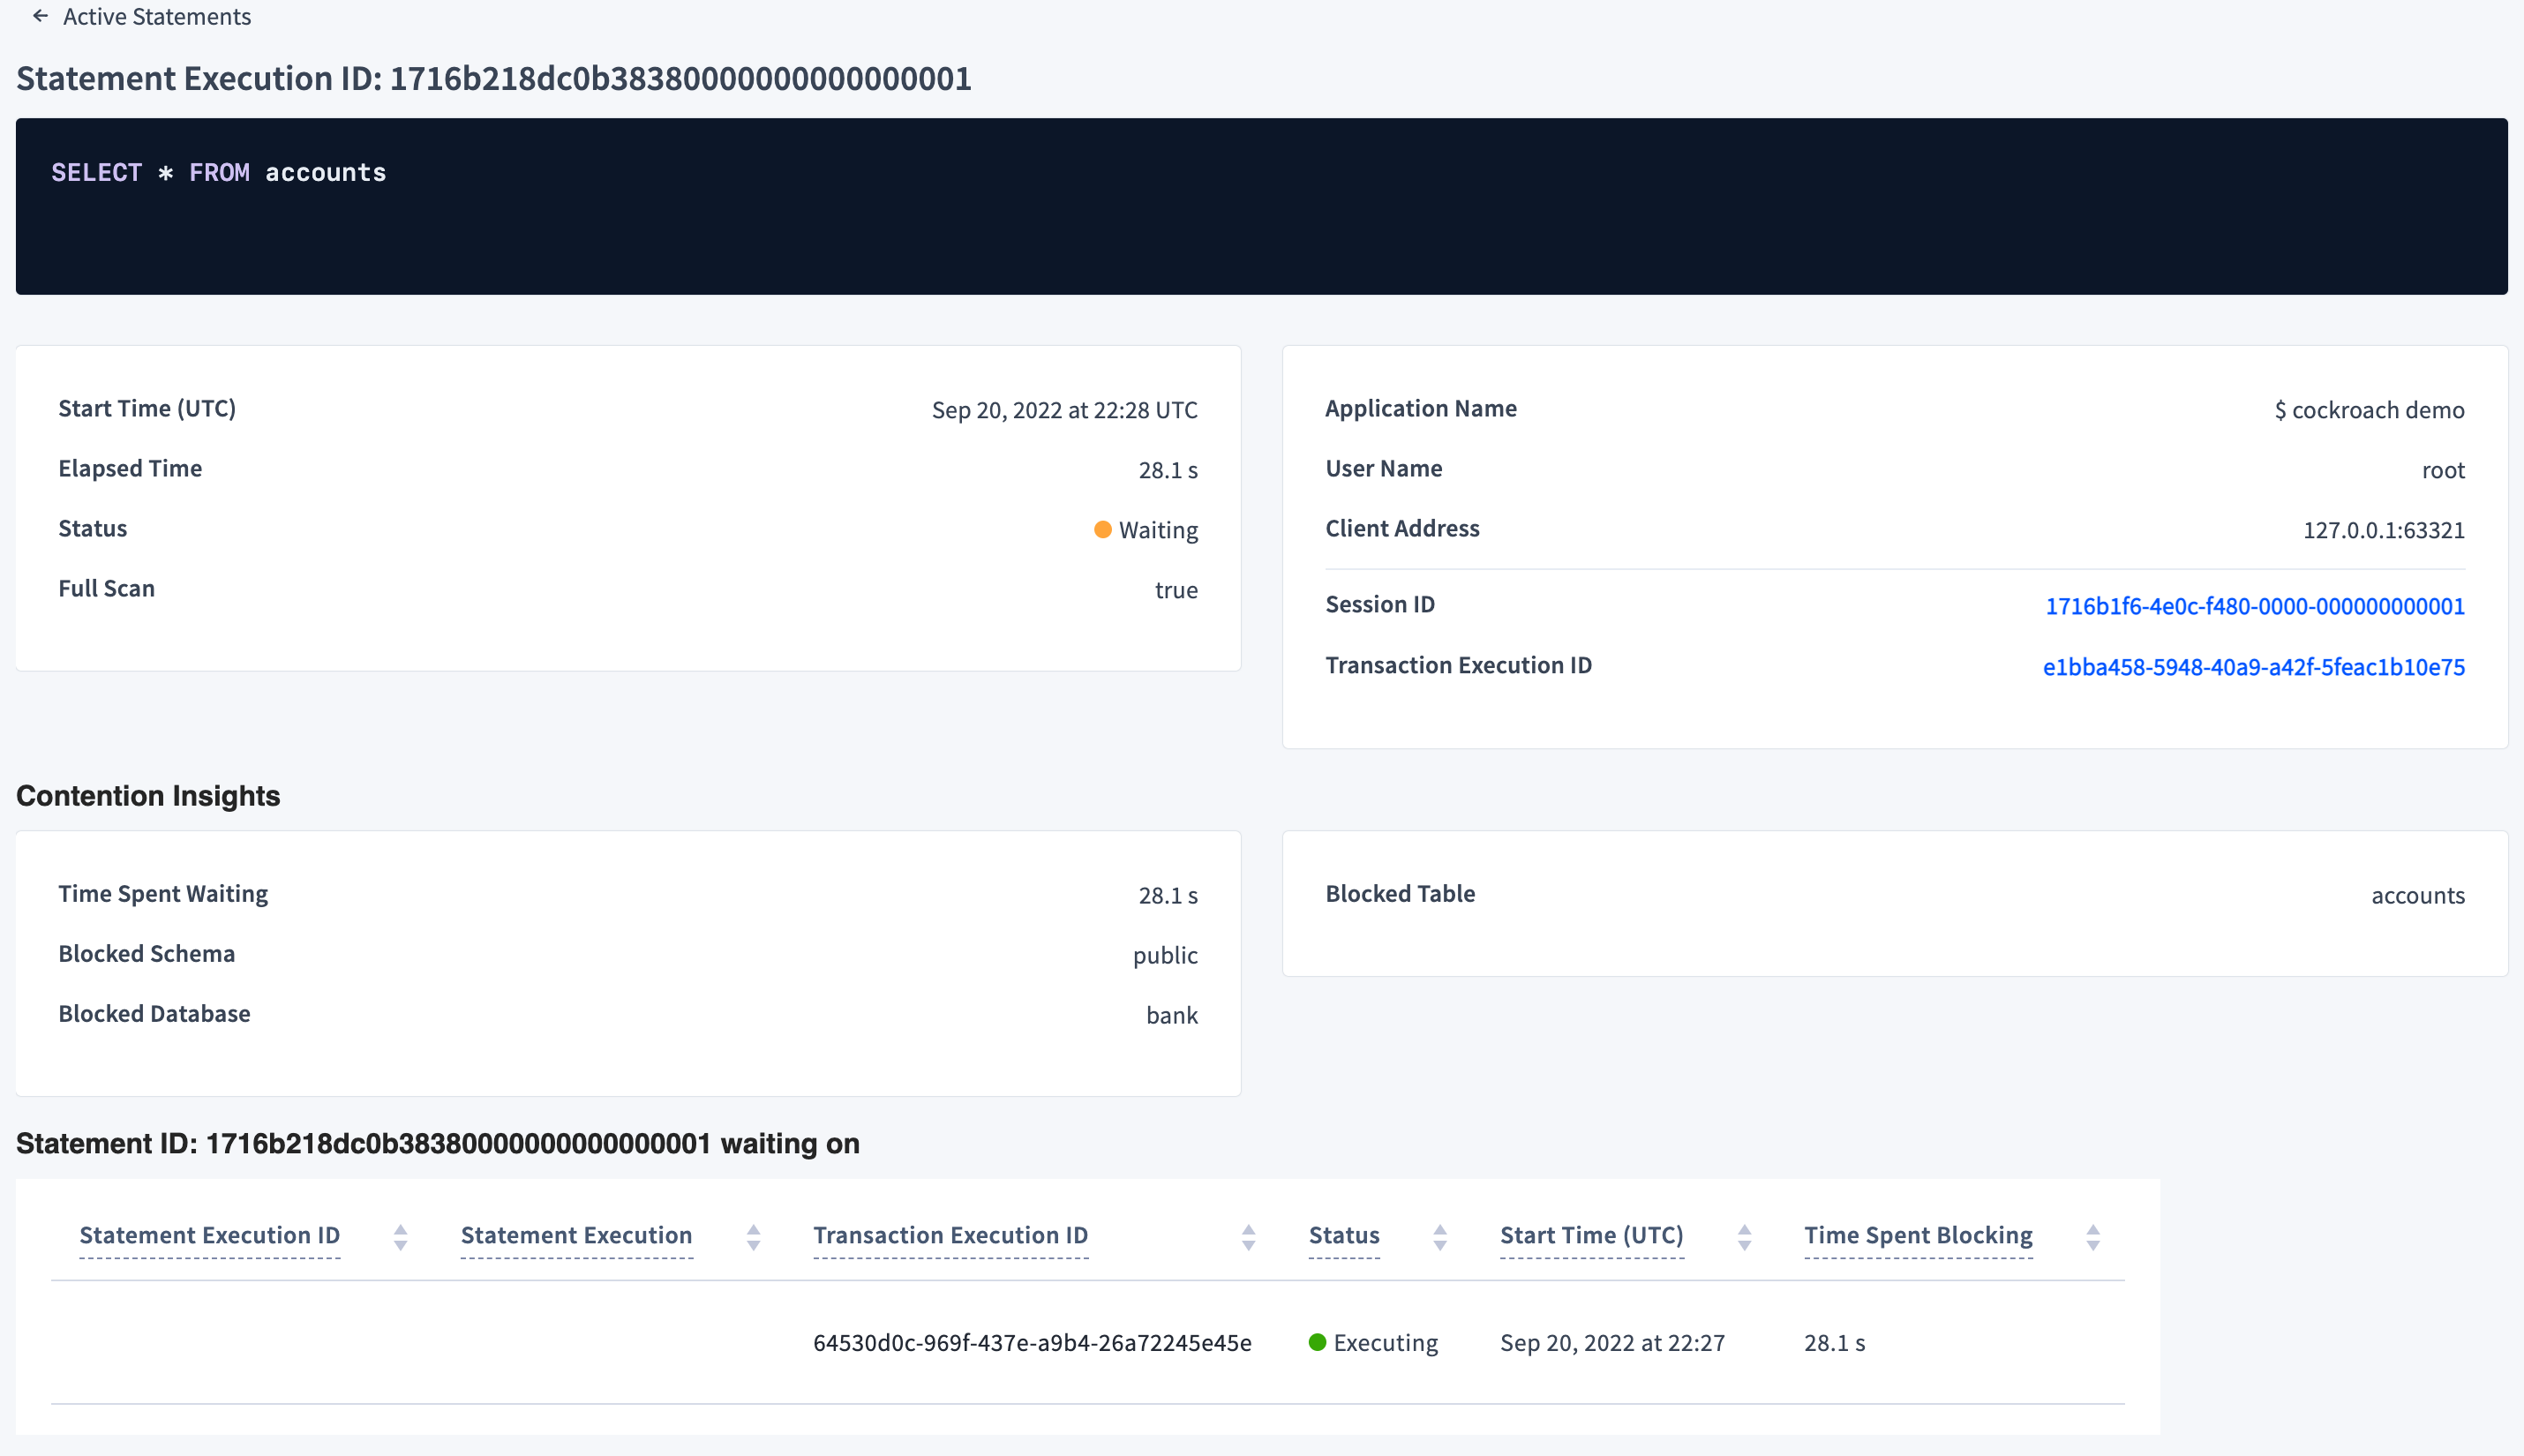 ← Active Statements
Statement Execution ID: 1716b218dc0b38380000000000000001
SELECT * FROM accounts
Start Time (UTC) Sep 20, 2022 at 22:28 UTC
Elapsed Time 28.1 s
Status Waiting
Full Scan true
Application Name $ cockroach demo
User Name root
Client Address 127.0.0.1:63321
Session ID 1716b1f6-4e0c-f480-0000-000000000001
Transaction Execution ID e1bba458-5948-40a9-a42f-5feac1b10e75
Contention Insights
Time Spent Waiting 28.1 s
Blocked Schema public
Blocked Database bank
Blocked Table accounts
Statement ID: 1716b218dc0b38380000000000000001 waiting on
Statement Execution ID Statement Execution Transaction Execution ID Status Start Time (UTC) Time Spent Blocking
64530d0c-969f-437e-a9b4-26a72245e45e Executing Sep 20, 2022 at 22:27 28.1 s